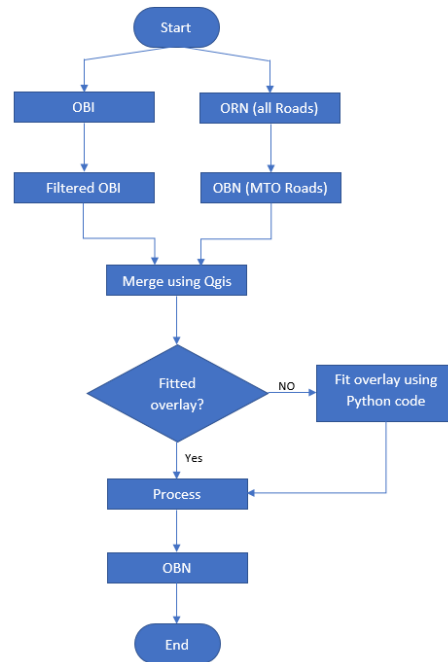 Start
OBI
ORN (all Roads)
Filtered OBI
OBN (MTO Roads)
Merge using Qgis
Fitted
overlay?
NO
Fit overlay using
Python code
Yes
Process
OBN
End